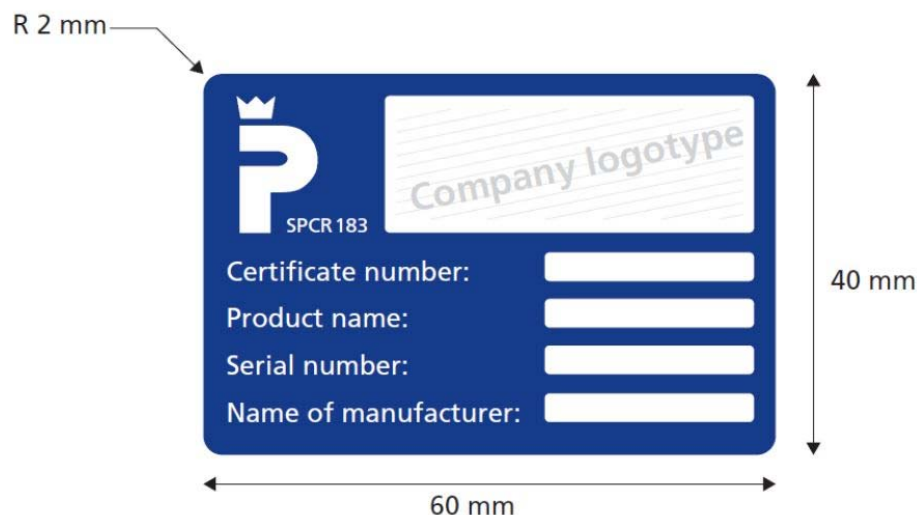 R 2 mm
P
Company logotype
SPCR 183
Certificate number:
Product name:
Serial number:
Name of manufacturer:
40 mm
60 mm